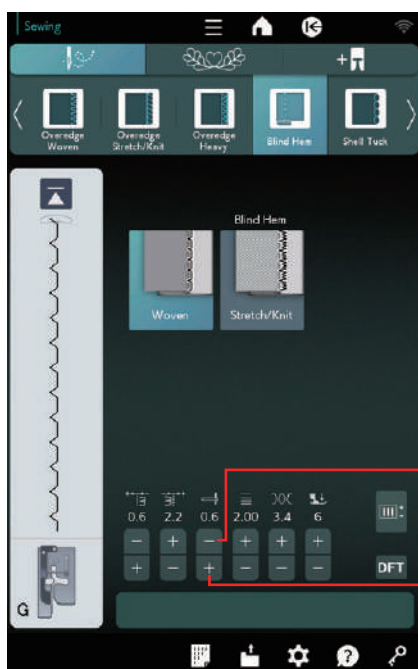 Sewing
Overedge Woven
Overedge Stretch/Knit
Overedge Heavy
Blind Hem
Shell Tuck
Blind Hem
Woven
Stretch/Knit
0.6 2.2 0.6 2.00 3.4 6
− + − + + +
+ − + − − −
DFT
G